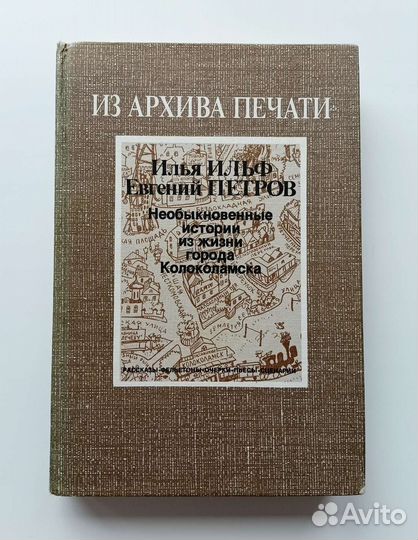 ИЗ АРХИВА ПЕЧАТИ
Илья ИЛЬФ
Евгений ПЕТРОВ
Необыкновенные
истории
из жизни
города
Колоколамска
РАССКАЗЫ·ФЕЛЬЕТОНЫ·ОЧЕРКИ·ПЬЕСЫ·СЦЕНАРИИ
Avito